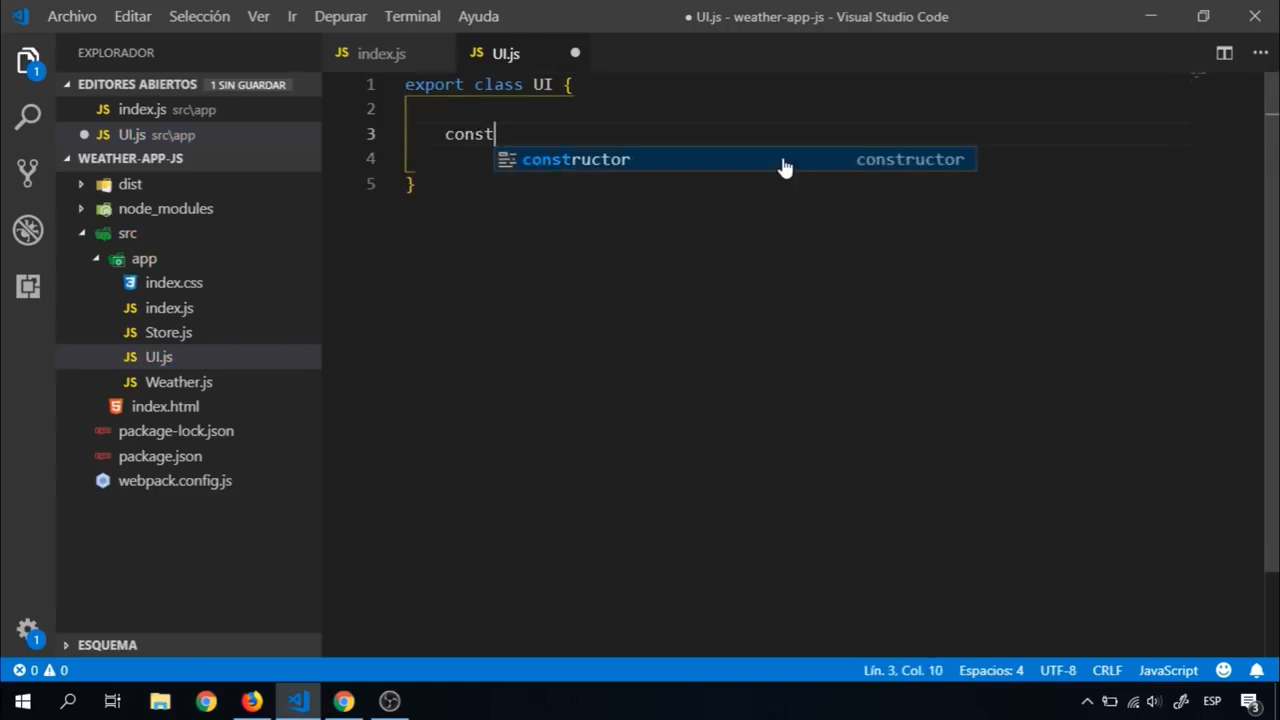 Archivo Editar Selección Ver Ir Depurar Terminal Ayuda
● UI.js - weather-app-js - Visual Studio Code
EXPLORADOR
EDITORES ABIERTOS 1 SIN GUARDAR
index.js src\app
UI.js src\app
WEATHER-APP-JS
dist
node_modules
src
app
index.css
JS index.js
JS Store.js
JS UI.js
JS Weather.js
index.html
package-lock.json
package.json
webpack.config.js
ESQUEMA
JS index.js
JS UI.js
1 export class UI {
2
3 const
constructor constructor
4
5 }
1
1
0 0
Lín. 3, Col. 10 Espacios: 4 UTF-8 CRLF JavaScript
ESP
3